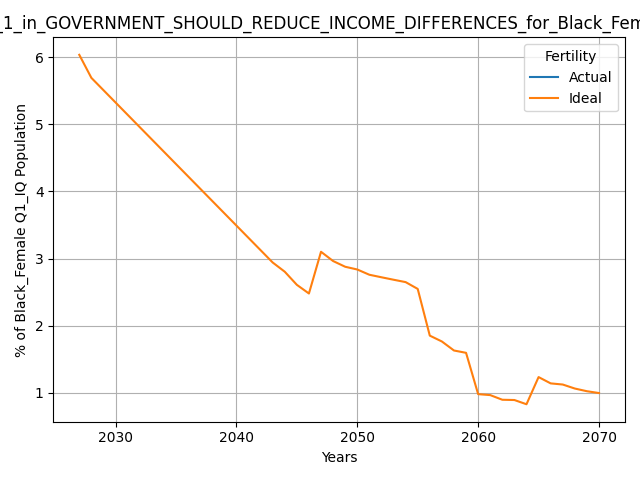 _1_in_GOVERNMENT_SHOULD_REDUCE_INCOME_DIFFERENCES_for_Black_Fem
Fertility
Actual
Ideal
% of Black_Female Q1_IQ Population
6
5
4
3
2
1
2030 2040 2050 2060 2070
Years